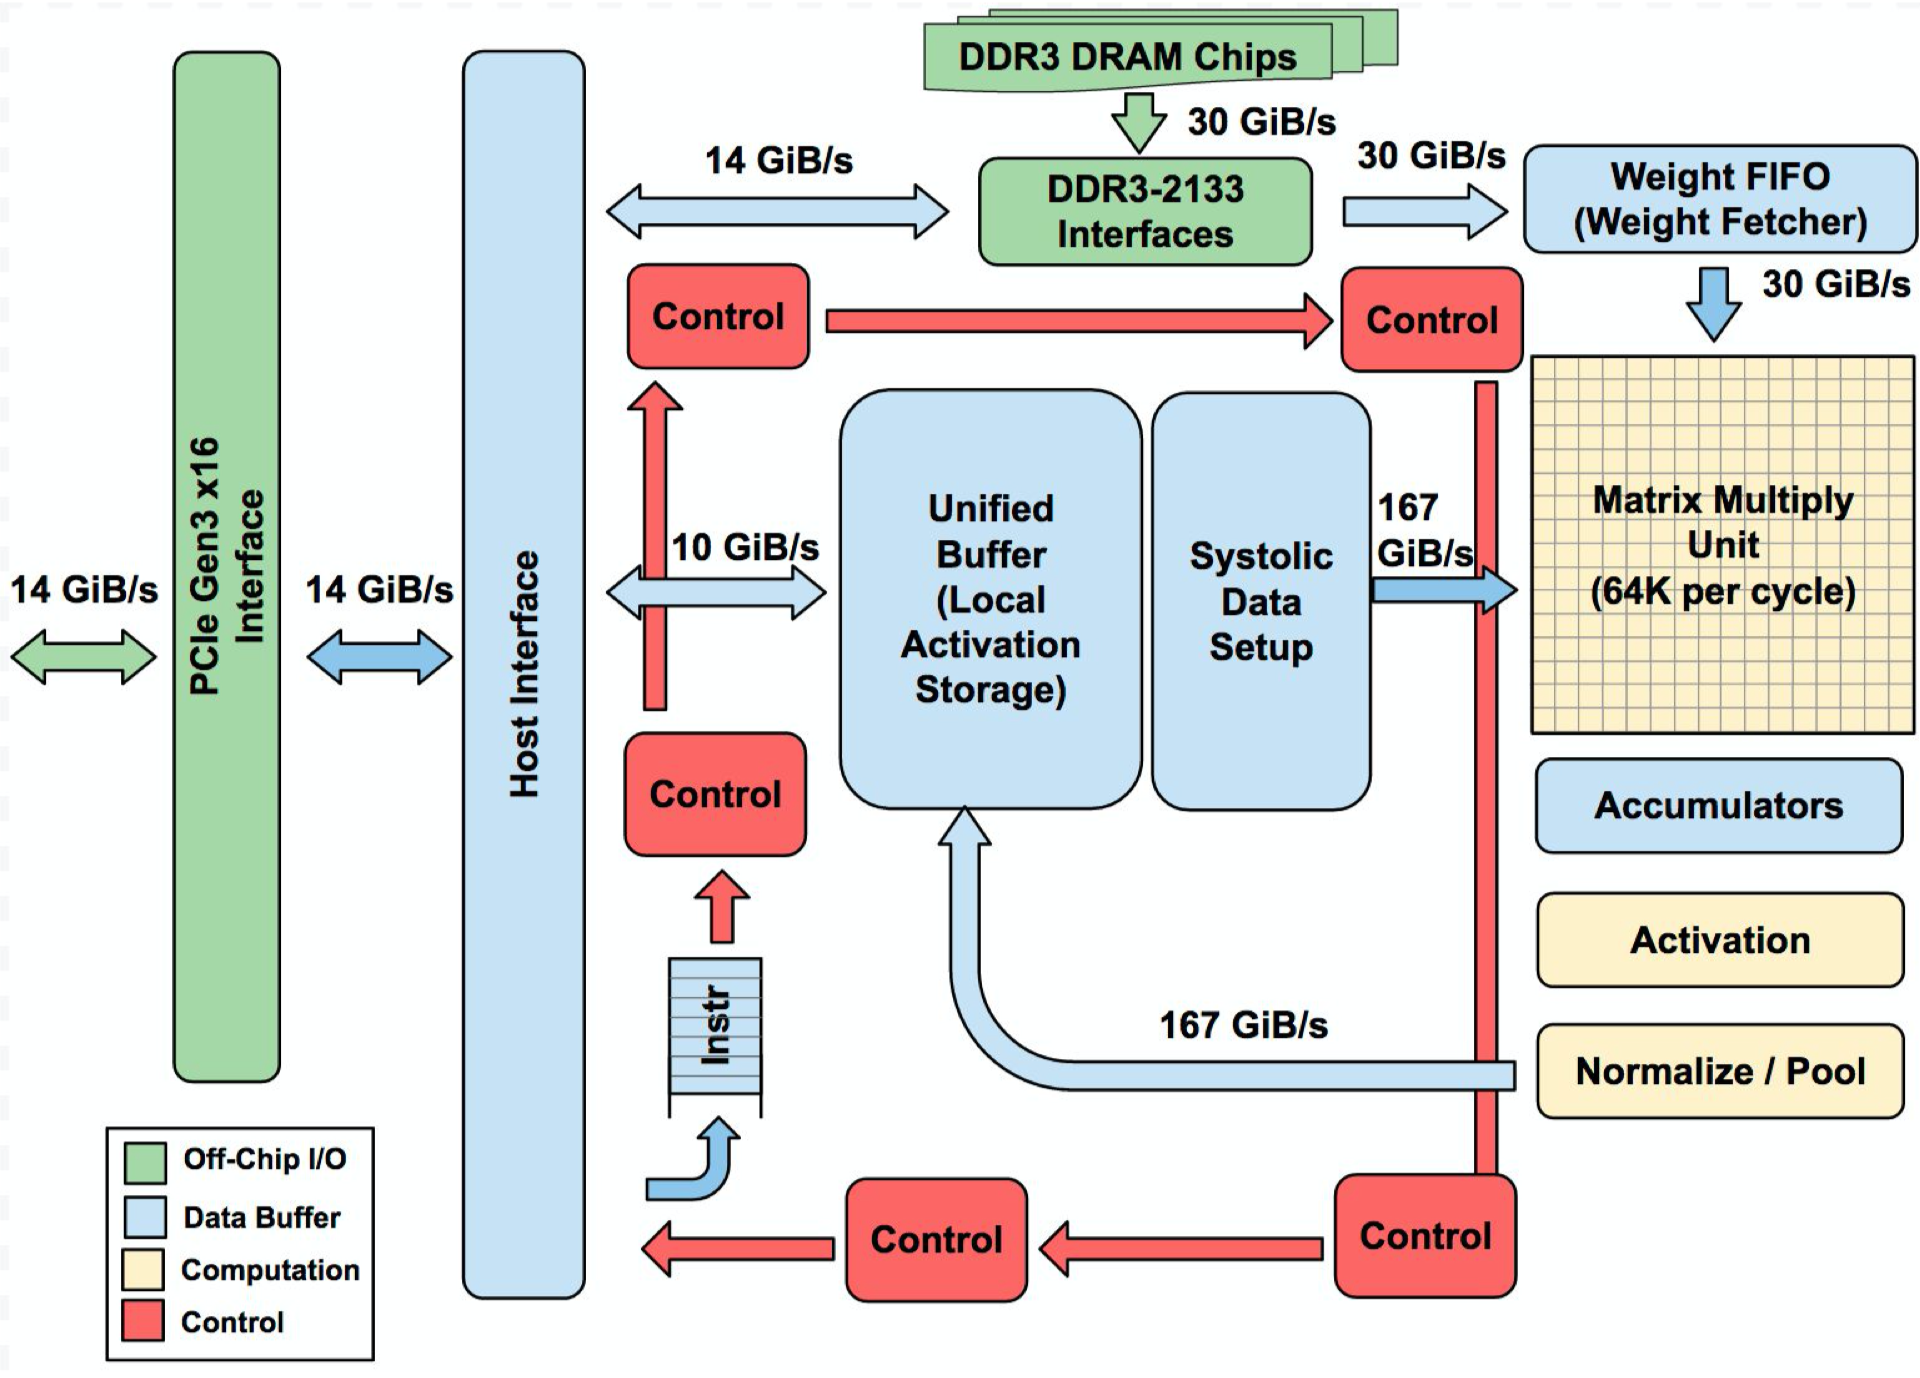 DDR3 DRAM Chips
30 GiB/s
14 GiB/s
DDR3-2133
Interfaces
30 GiB/s
Weight FIFO
(Weight Fetcher)
30 GiB/s
Control
Control
PCIe Gen3 x16
Interface
Host Interface
14 GiB/s
14 GiB/s
10 GiB/s
Unified
Buffer
(Local
Activation
Storage)
Systolic
Data
Setup
167
GiB/s
Matrix Multiply
Unit
(64K per cycle)
Control
Accumulators
Activation
Instr
167 GiB/s
Normalize / Pool
Control
Control
Off-Chip I/O
Data Buffer
Computation
Control